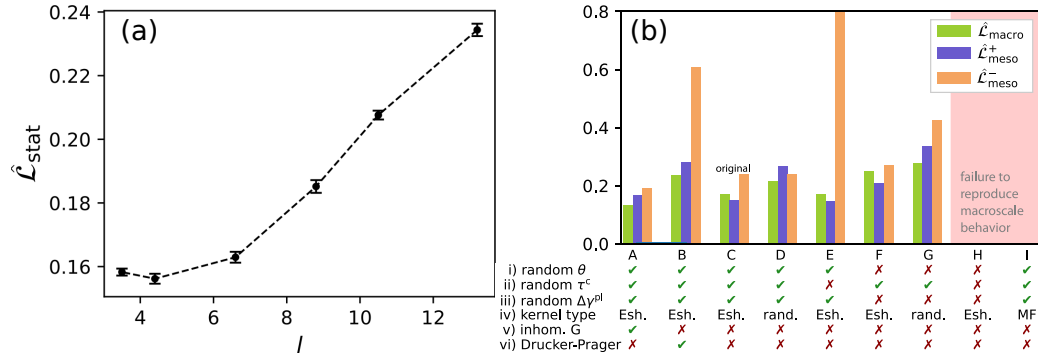 (a)
0.24
0.22
0.20
0.18
0.16
4 6 8 10 12
l
ℒ̂stat
(b)
0.8
0.6
0.4
0.2
0.0
ℒ̂macro
ℒ̂⁺meso
ℒ̂⁻meso
original
failure to
reproduce
macroscale
behavior
A B C D E F G H I
i) random θ ✓ ✓ ✓ ✓ ✓ ✗ ✗ ✗ ✓
ii) random τᶜ ✓ ✓ ✓ ✓ ✗ ✓ ✓ ✗ ✓
iii) random Δγᵖˡ ✓ ✓ ✓ ✓ ✓ ✗ ✗ ✗ ✓
iv) kernel type Esh. Esh. Esh. rand. Esh. Esh. rand. Esh. MF
v) inhom. G ✓ ✗ ✗ ✗ ✗ ✗ ✗ ✗ ✗
vi) Drucker-Prager ✗ ✓ ✗ ✗ ✗ ✗ ✗ ✗ ✗